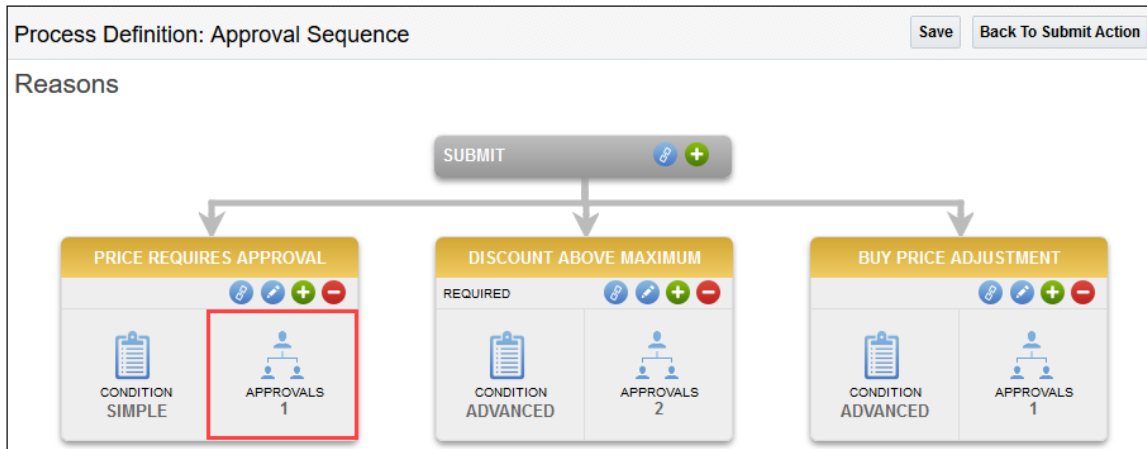 Process Definition: Approval Sequence
Save
Back To Submit Action
Reasons
SUBMIT
PRICE REQUIRES APPROVAL
CONDITION
SIMPLE
APPROVALS
1
DISCOUNT ABOVE MAXIMUM
REQUIRED
CONDITION
ADVANCED
APPROVALS
2
BUY PRICE ADJUSTMENT
CONDITION
ADVANCED
APPROVALS
1